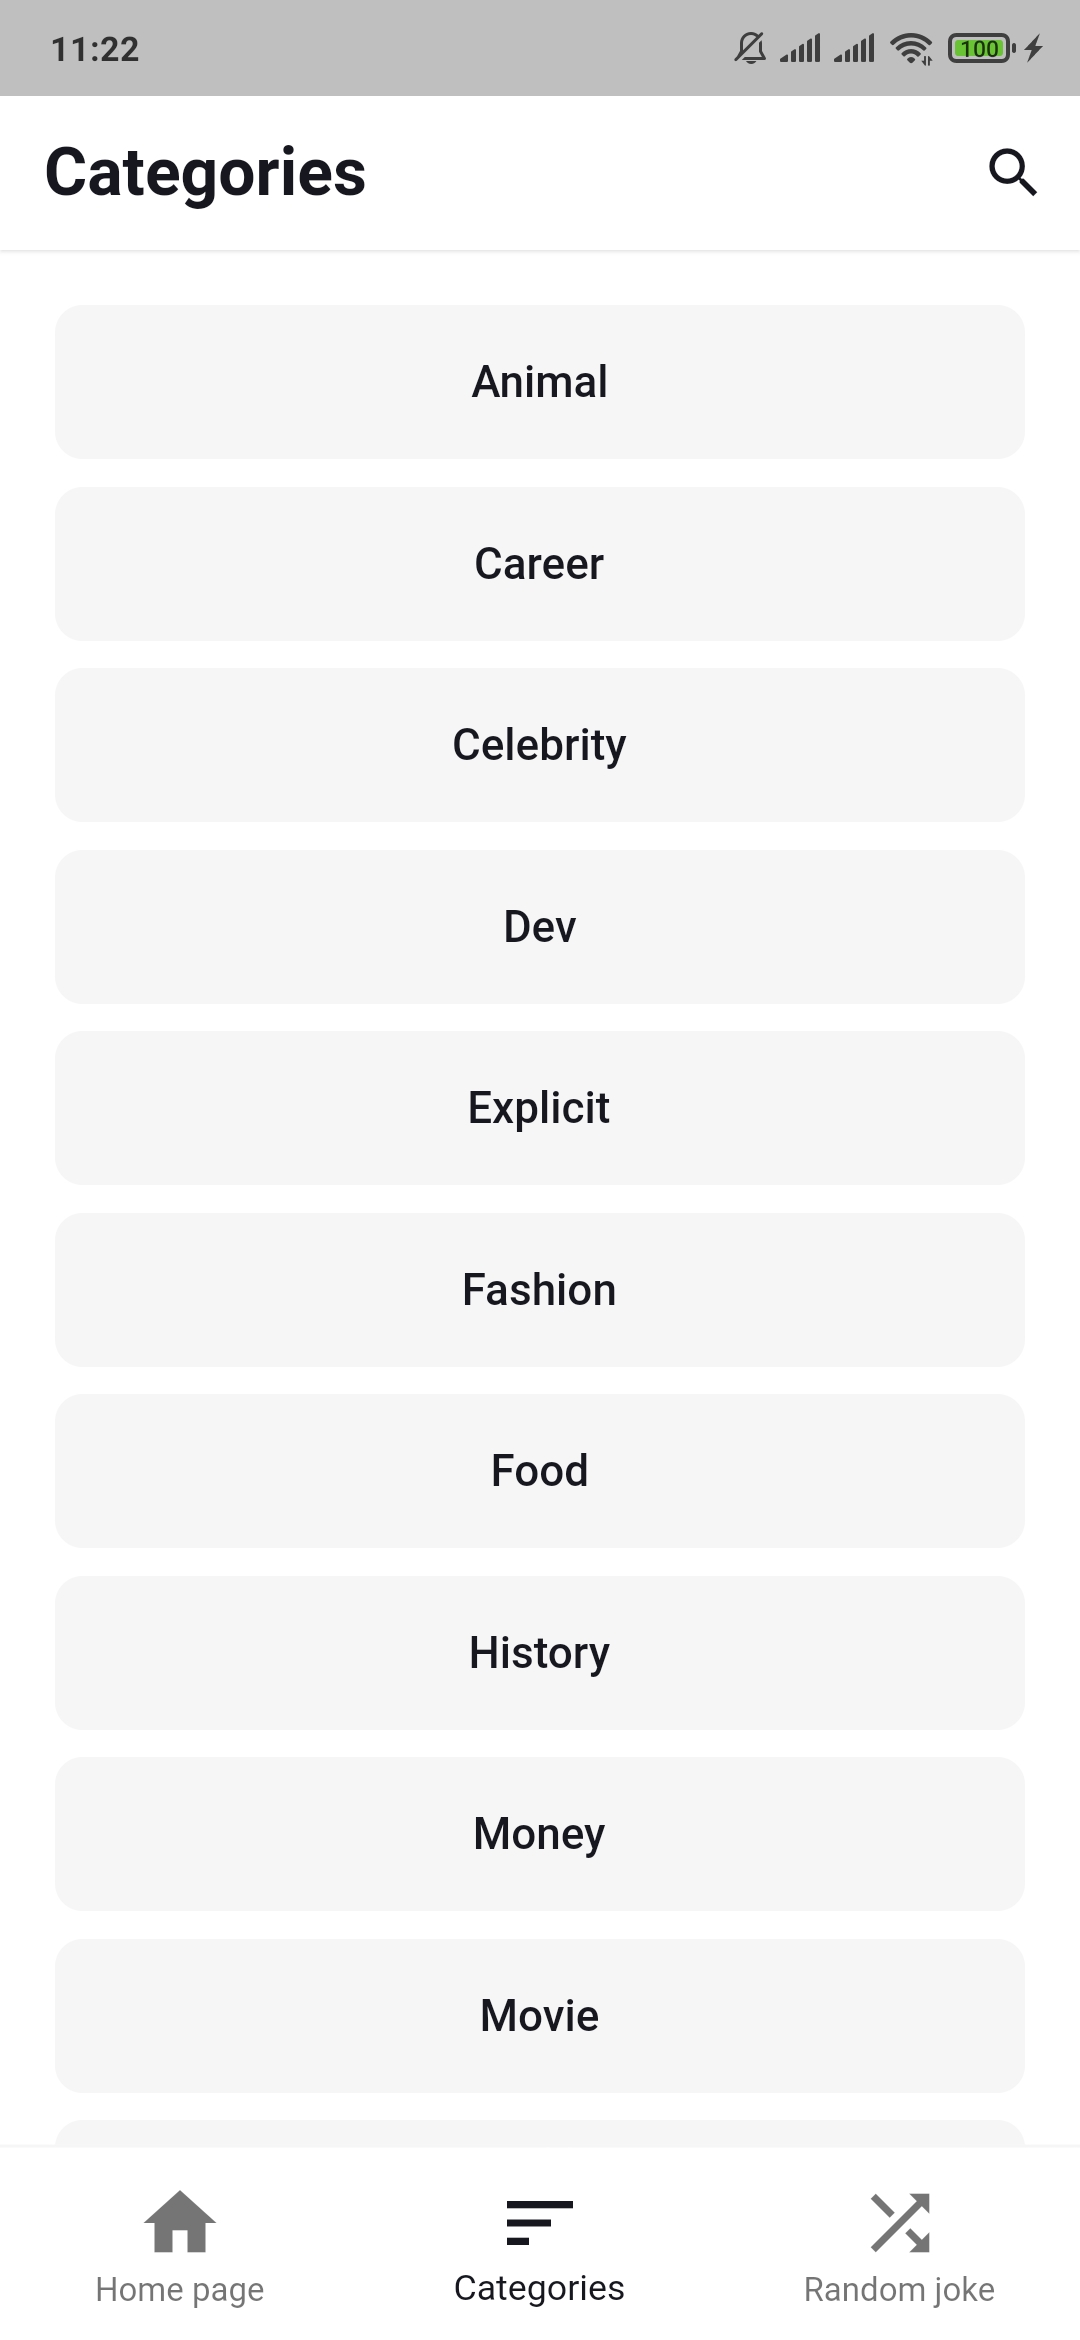 11:22
100
Categories
Animal
Career
Celebrity
Dev
Explicit
Fashion
Food
History
Money
Movie
Home page
Categories
Random joke